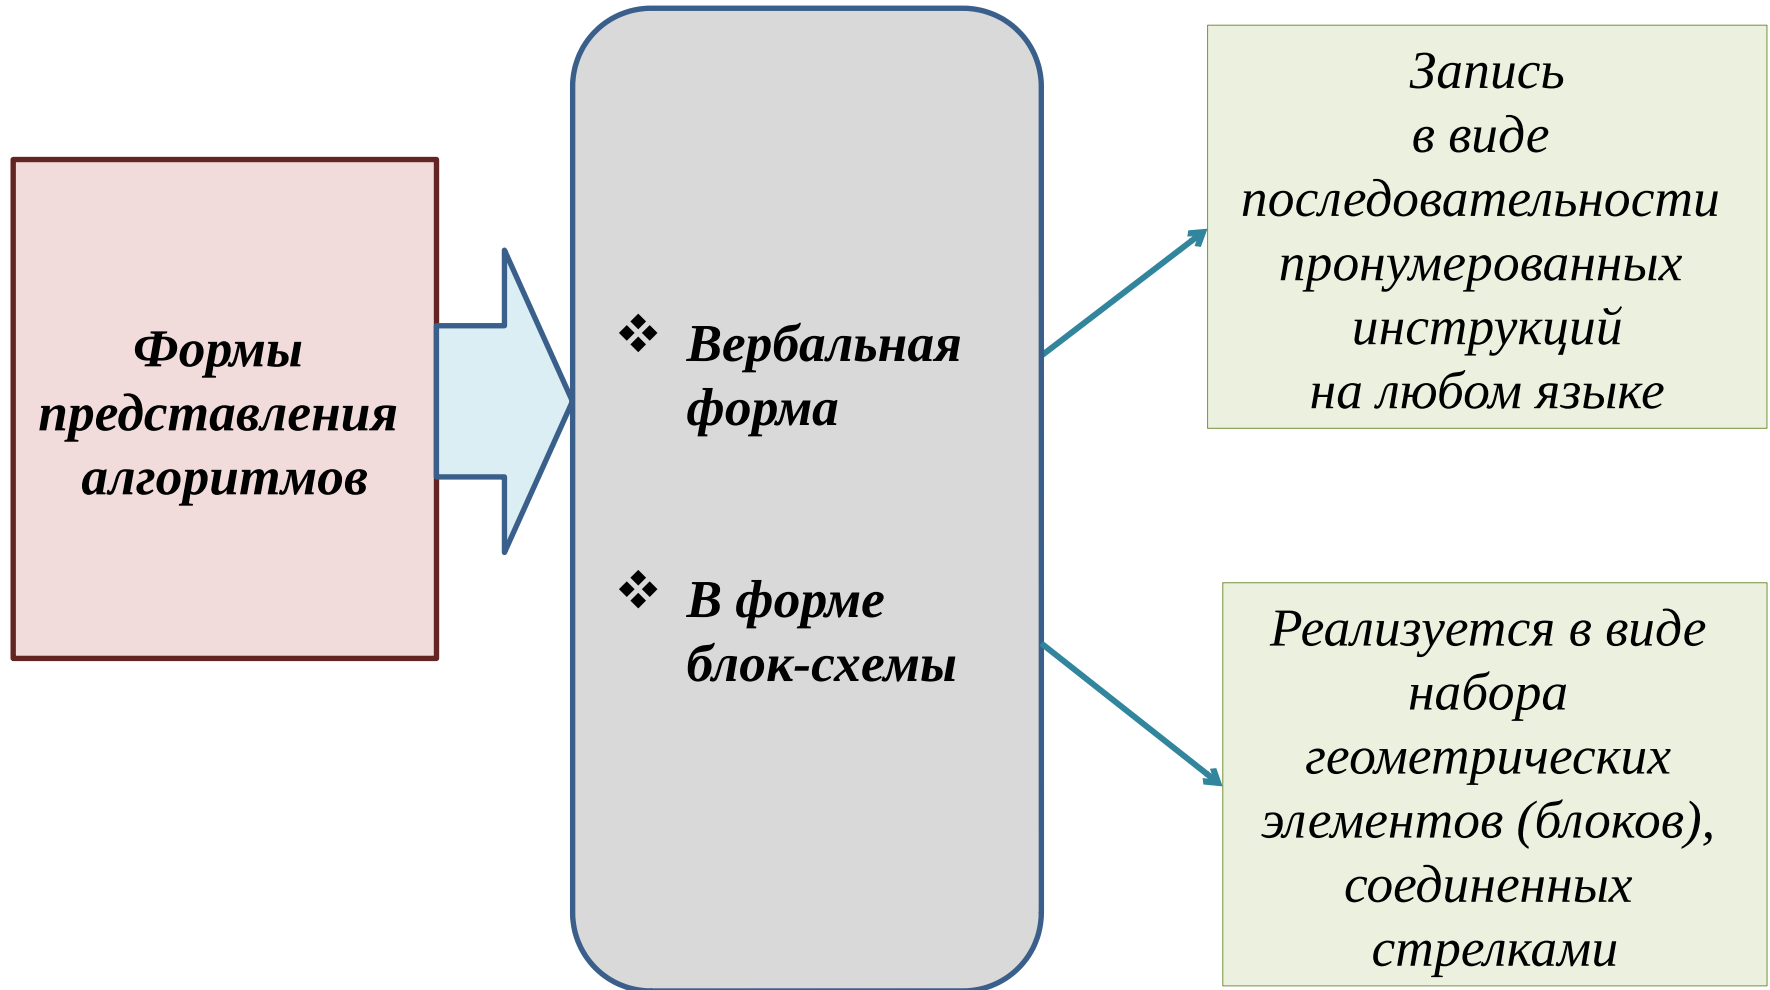 Формы
представления
алгоритмов
❖ Вербальная
форма
❖ В форме
блок-схемы
Запись
в виде
последовательности
пронумерованных
инструкций
на любом языке
Реализуется в виде
набора
геометрических
элементов (блоков),
соединенных
стрелками